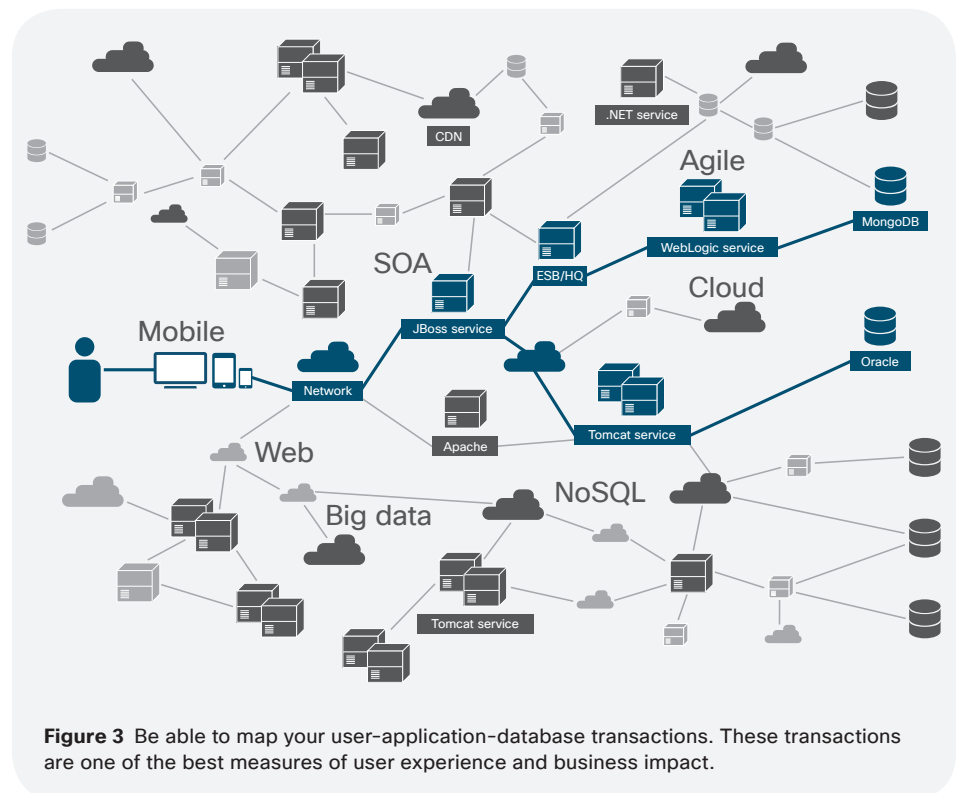 CDN
.NET service
Agile
MongoDB
WebLogic service
SOA
ESB/HQ
Cloud
JBoss service
Mobile
Oracle
Network
Apache
Tomcat service
Web
NoSQL
Big data
Tomcat service
Figure 3 Be able to map your user-application-database transactions. These transactions
are one of the best measures of user experience and business impact.